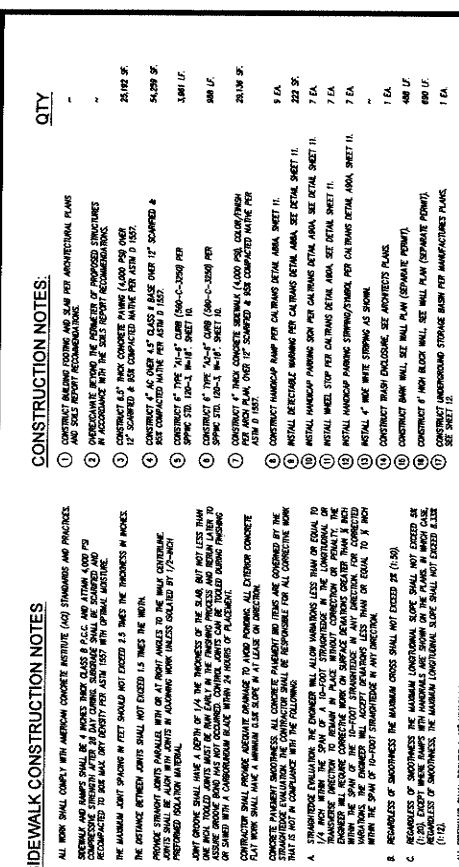 SIDEWALK CONSTRUCTION NOTES
ALL WORK SHALL COMPLY WITH AMERICAN CONCRETE INSTITUTE (ACI) STANDARDS AND PRACTICES.
SIDEWALK AND RAMPS SHALL BE 4 INCHES THICK CLASS B P.C.C. AND ATTAIN 4,000 PSI
COMPRESSIVE STRENGTH AFTER 28 DAY CURING. SUBGRADE SHALL BE SCARIFIED AND
RECOMPACTED TO 90% MAX DRY DENSITY PER ASTM 1557 WITH OPTIMAL MOISTURE.
THE MAXIMUM JOINT SPACING IN FEET SHOULD NOT EXCEED 2.5 TIMES THE THICKNESS IN INCHES.
THE DISTANCE BETWEEN JOINTS SHALL NOT EXCEED 1.5 TIMES THE WIDTH.
PROVIDE STRAIGHT JOINTS PARALLEL WITH OR AT RIGHT ANGLES TO THE WALK CENTERLINE.
JOINTS SHALL ALIGN WITH JOINTS IN ADJOINING WORK UNLESS ISOLATED BY 1/2-INCH
PREFORMED ISOLATION MATERIAL.
JOINT GROOVE SHALL HAVE A DEPTH OF 1/4 THE THICKNESS OF THE SLAB, BUT NOT LESS THAN
ONE INCH. TOOLED JOINTS MUST BE RUN EARLY IN THE FINISHING PROCESS AND RERUN LATER TO
ASSURE GROOVE BOND HAS NOT OCCURRED. CONTROL JOINTS CAN BE TOOLED DURING FINISHING
OR SAWED WITH A CARBORUNDUM BLADE WITHIN 24 HOURS OF PLACEMENT.
CONTRACTOR SHALL PROVIDE ADEQUATE DRAINAGE TO AVOID PONDING. ALL EXTERIOR CONCRETE
FLAT WORK SHALL HAVE A MINIMUM 0.5% SLOPE IN AT LEASE ON DIRECTION.
CONCRETE PAVEMENT SMOOTHNESS. ALL CONCRETE PAVEMENT BID ITEMS ARE GOVERNED BY THE
STRAIGHTEDGE EVALUATION. THE CONTRACTOR SHALL BE RESPONSIBLE FOR ALL CORRECTIVE WORK
THAT IS NOT IN COMPLIANCE WITH THE FOLLOWING:
A. STRAIGHTEDGE EVALUATION: THE ENGINEER WILL ALLOW VARIATIONS LESS THAN OR EQUAL TO
1/4 INCH WITHIN THE SPAN OF A 10-FOOT STRAIGHTEDGE IN THE LONGITUDINAL OR
TRANSVERSE DIRECTION TO REMAIN IN PLACE WITHOUT CORRECTION OR PENALTY. THE
ENGINEER WILL REQUIRE CORRECTIVE WORK ON SURFACE DEVIATIONS GREATER THAN ¼ INCH
WITHIN THE SPAN OF THE 10-FOOT STRAIGHTEDGE IN ANY DIRECTION. FOR CORRECTED
VARIATIONS, THE ENGINEER WILL ACCEPT DEVIATIONS LESS THAN OR EQUAL TO ¼ INCH
WITHIN THE SPAN OF 10-FOOT STRAIGHTEDGE IN ANY DIRECTION.
B. REGARDLESS OF SMOOTHNESS THE MAXIMUM CROSS SHALL NOT EXCEED 2% (1:50).
C. REGARDLESS OF SMOOTHNESS THE MAXIMUM LONGITUDINAL SLOPE SHALL NOT EXCEED 5%
(1:20), EXCEPT WHERE RAMPS WITH HANDRAILS ARE SHOWN ON THE PLANS. IN WHICH CASE,
REGARDLESS OF SMOOTHNESS, THE MAXIMUM LONGITUDINAL SLOPE SHALL NOT EXCEED 8.33%
(1:12).
CONSTRUCTION NOTES: QTY
1 CONSTRUCT BUILDING FOOTING AND SLAB PER ARCHITECTURAL PLANS ~
AND SOILS REPORT RECOMMENDATIONS.
2 OVEREXCAVATE BEYOND THE PERIMETER OF PROPOSED STRUCTURES ~
IN ACCORDANCE WITH THE SOILS REPORT RECOMMENDATIONS.
3 CONSTRUCT 6.5" THICK CONCRETE PAVING (4,000 PSI) OVER 25,192 SF.
12" SCARIFIED & 95% COMPACTED NATIVE PER ASTM D 1557.
4 CONSTRUCT 4" AC OVER 4.5" CLASS II BASE OVER 12" SCARIFIED & 54,299 SF.
95% COMPACTED NATIVE PER ASTM D 1557.
5 CONSTRUCT 6" TYPE "A1-6" CURB (560-C-3250) PER 3,001 LF.
SPPWC STD. 120-3, W=18". SHEET 10.
6 CONSTRUCT 6" TYPE "A2-6" CURB (560-C-3250) PER 988 LF.
SPPWC STD. 120-3, W=18". SHEET 10.
7 CONSTRUCT 4" THICK CONCRETE SIDEWALK (4,000 PSI), COLOR/FINISH 29,136 SF.
PER ARCH PLAN, OVER 12" SCARIFIED & 95% COMPACTED NATIVE PER
ASTM D 1557.
8 CONSTRUCT HANDICAP RAMP PER CALTRANS DETAIL A88A, SHEET 11. 9 EA.
9 INSTALL DETECTABLE WARNING PER CALTRANS DETAIL A88A, SEE DETAIL SHEET 11. 222 SF.
10 INSTALL HANDICAP PARKING SIGN PER CALTRANS DETAIL A90A, SEE DETAIL SHEET 11. 7 EA.
11 INSTALL WHEEL STOP PER CALTRANS DETAIL A90A, SEE DETAIL SHEET 11. 7 EA.
12 INSTALL HANDICAP PARKING STRIPING/SYMBOL PER CALTRANS DETAIL A90A, SHEET 11. 7 EA.
13 INSTALL 4" WIDE WHITE STRIPING AS SHOWN. ~
14 CONSTRUCT TRASH ENCLOSURE, SEE ARCHITECTS PLANS. 1 EA.
15 CONSTRUCT BARR WALL, SEE WALL PLAN (SEPARATE PERMIT). 488 LF.
16 CONSTRUCT 6' HIGH BLOCK WALL, SEE WALL PLAN (SEPARATE PERMIT). 690 LF.
17 CONSTRUCT UNDERGROUND STORAGE BASIN PER MANUFACTURES PLANS, 1 EA.
SEE SHEET 12.